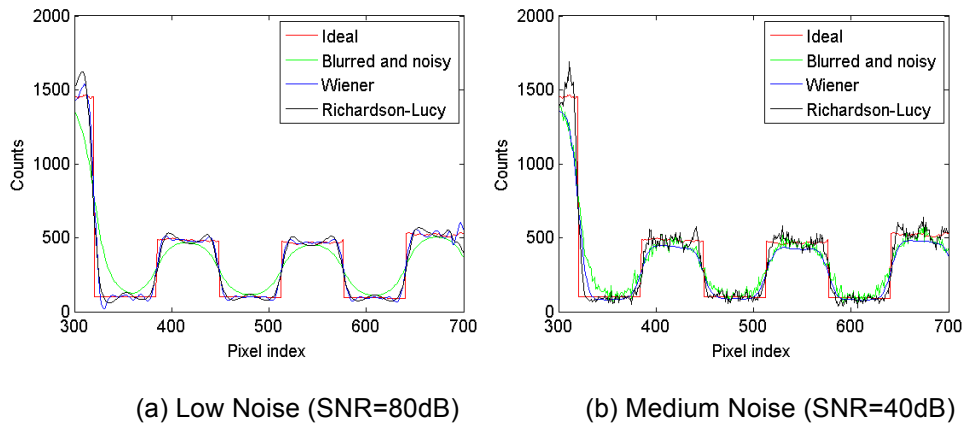 2000
1500
1000
500
0
300
400
500
600
700
Counts
Pixel index
Ideal
Blurred and noisy
Wiener
Richardson-Lucy
(a) Low Noise (SNR=80dB)
2000
1500
1000
500
0
300
400
500
600
700
Counts
Pixel index
Ideal
Blurred and noisy
Wiener
Richardson-Lucy
(b) Medium Noise (SNR=40dB)